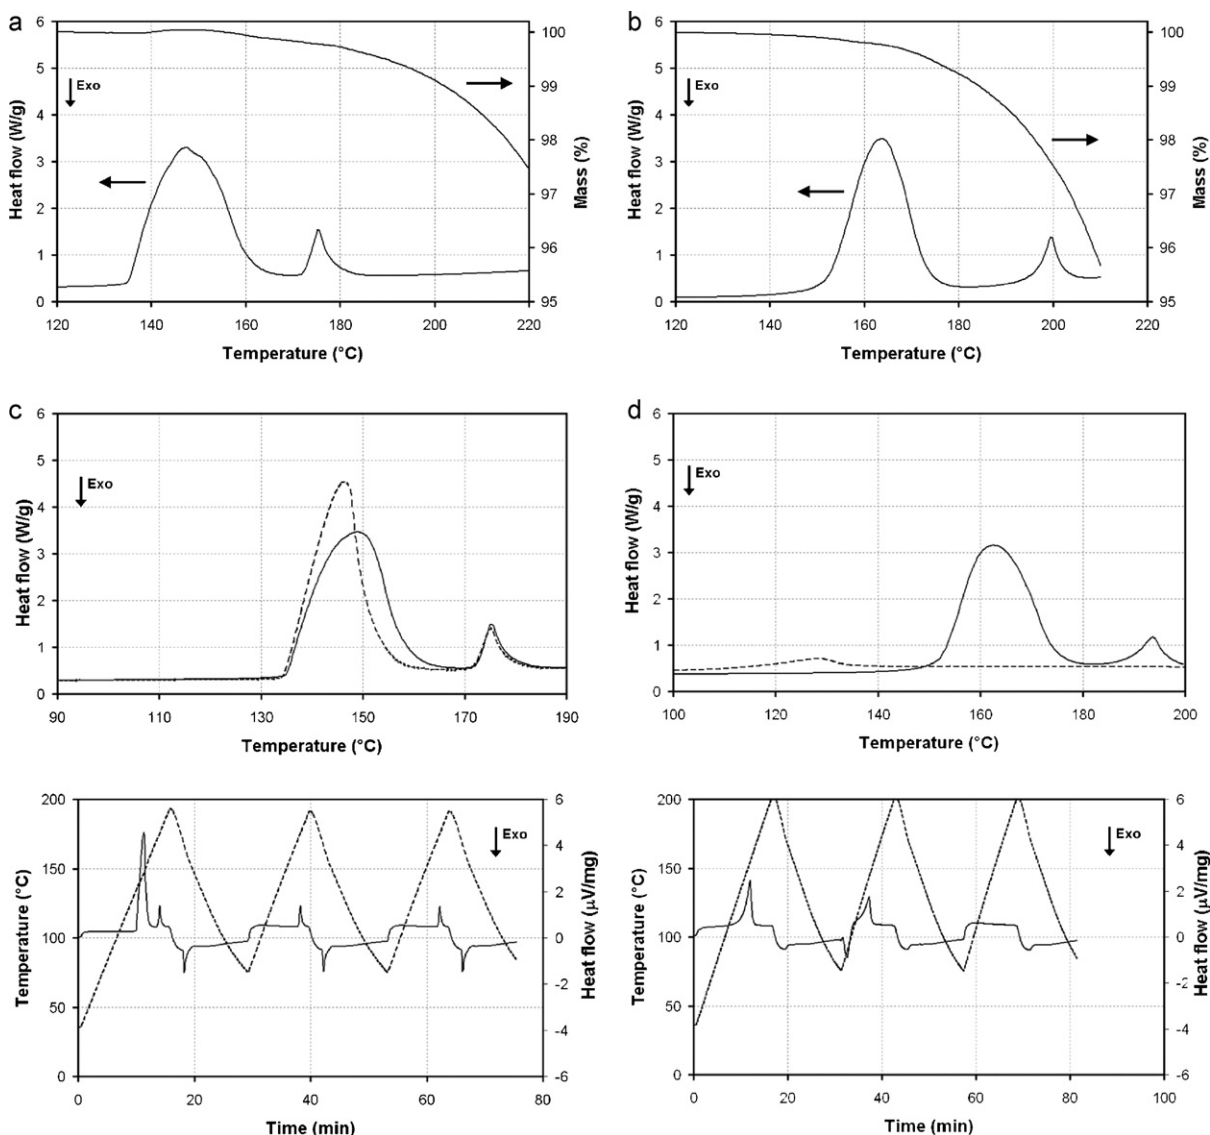 a
6
5
4
3
2
1
0
Heat flow (W/g)
Exo
100
99
98
97
96
95
Mass (%)
120 140 160 180 200 220
Temperature (°C)
b
6
5
4
3
2
1
0
Heat flow (W/g)
Exo
100
99
98
97
96
95
Mass (%)
120 140 160 180 200 220
Temperature (°C)
c
6
5
4
3
2
1
0
Heat flow (W/g)
Exo
90 110 130 150 170 190
Temperature (°C)
d
6
5
4
3
2
1
0
Heat flow (W/g)
Exo
100 120 140 160 180 200
Temperature (°C)
200
150
100
50
0
Temperature (°C)
Exo
6
4
2
0
-2
-4
-6
Heat flow (µV/mg)
0 20 40 60 80
Time (min)
200
150
100
50
0
Temperature (°C)
Exo
6
4
2
0
-2
-4
-6
Heat flow (µV/mg)
0 20 40 60 80 100
Time (min)